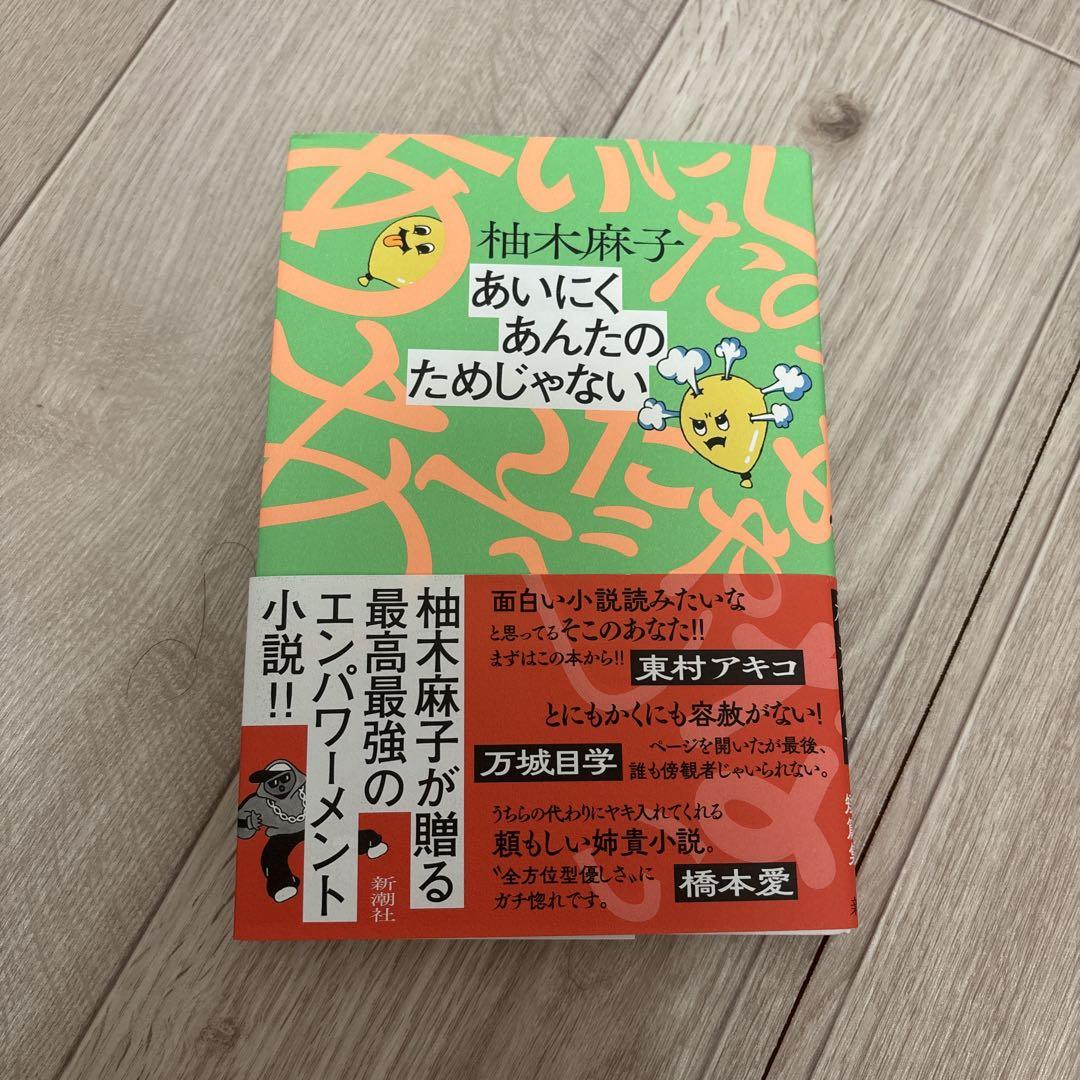 柚木麻子
あいにく
あんたの
ためじゃない
柚木麻子が贈る
最高最強の
エンパワーメント
小説!!
新潮社
面白い小説読みたいな
と思ってるそこのあなた!!
まずはこの本から!!
東村アキコ
とにもかくにも容赦がない!
ページを開いたが最後、
誰も傍観者じゃいられない。
万城目学
うちらの代わりにヤキ入れてくれる
頼もしい姉貴小説。
〝全方位型優しさ〟に
ガチ惚れです。
橋本愛